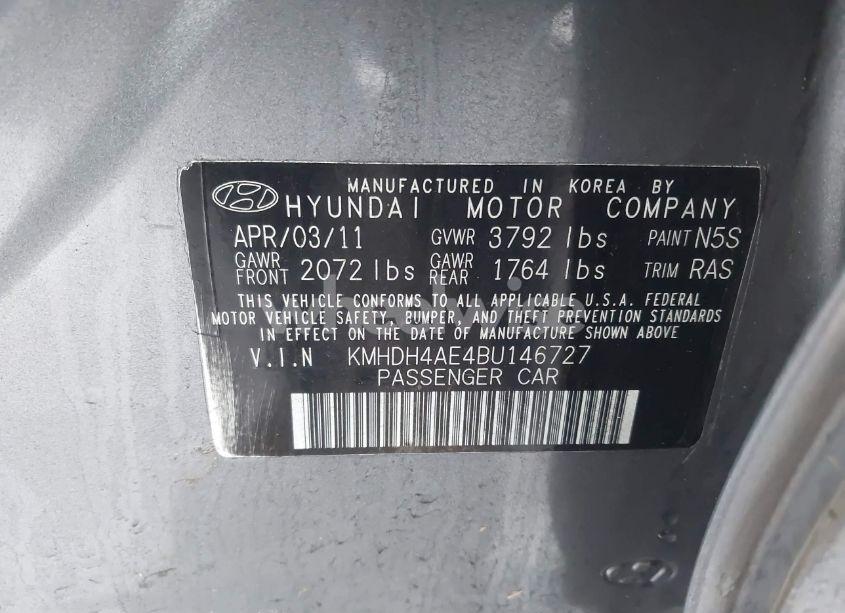 MANUFACTURED IN KOREA BY
HYUNDAI MOTOR COMPANY
APR/03/11 GVWR 3792 lbs PAINT N5S
GAWR FRONT 2072 lbs GAWR REAR 1764 lbs TRIM RAS
THIS VEHICLE CONFORMS TO ALL APPLICABLE U.S.A. FEDERAL
MOTOR VEHICLE SAFETY, BUMPER, AND THEFT PREVENTION STANDARDS
IN EFFECT ON THE DATE OF MANUFACTURE SHOWN ABOVE
V.I.N KMHDH4AE4BU146727
PASSENGER CAR